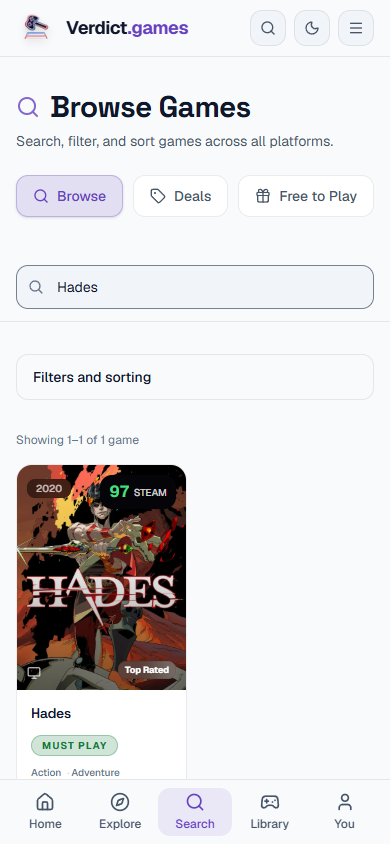 Verdict.games
Browse Games
Search, filter, and sort games across all platforms.
Browse
Deals
Free to Play
Hades
Filters and sorting
Showing 1–1 of 1 game
2020
97 STEAM
HADES
Top Rated
Hades
MUST PLAY
Action · Adventure
Home
Explore
Search
Library
You